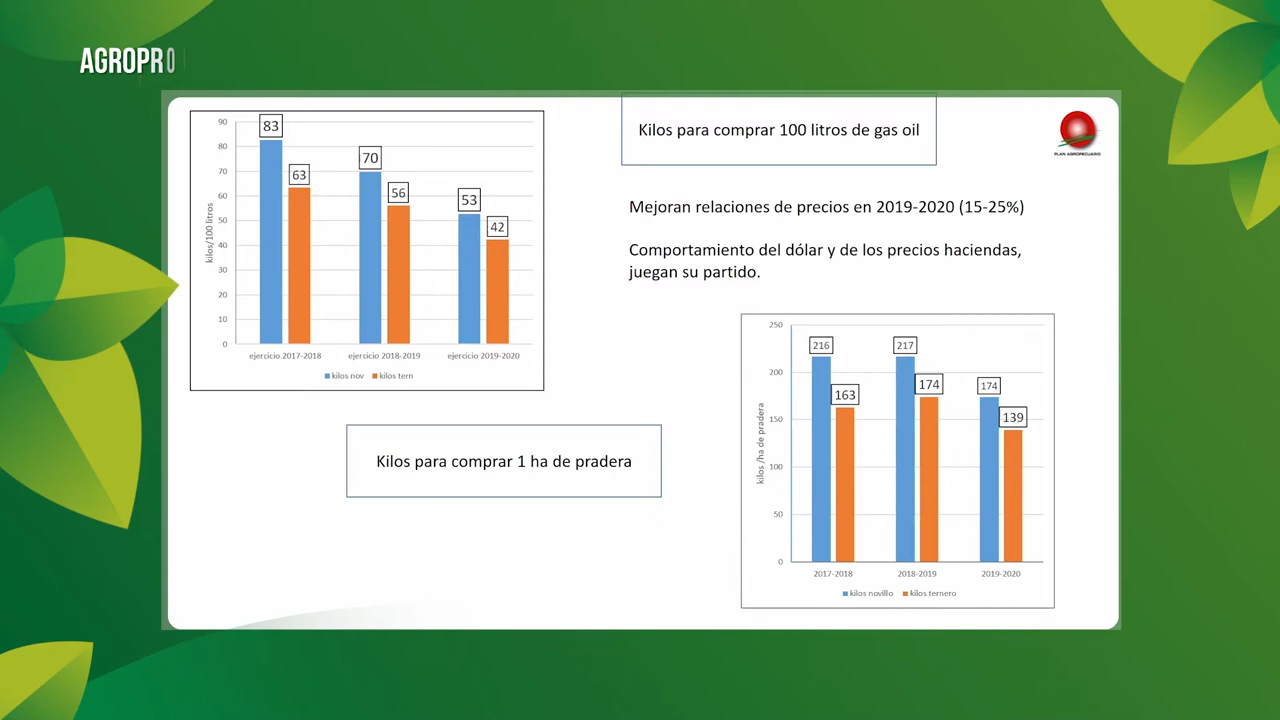 AGROPRO
Kilos para comprar 100 litros de gas oil
PLAN AGROPECUARIO
90
80
70
60
50
40
30
20
10
0
kilos/100 litros
83
63
70
56
53
42
ejercicio 2017-2018
ejercicio 2018-2019
ejercicio 2019-2020
kilos nov
kilos tern
Mejoran relaciones de precios en 2019-2020 (15-25%)
Comportamiento del dólar y de los precios haciendas,
juegan su partido.
Kilos para comprar 1 ha de pradera
250
200
150
100
50
0
kilos /ha de pradera
216
163
217
174
174
139
2017-2018
2018-2019
2019-2020
kilos novillo
kilos ternero